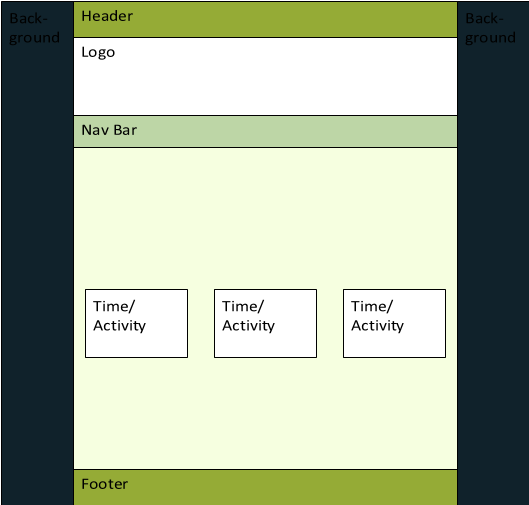 Back-
ground
Header
Back-
ground
Logo
Nav Bar
Time/
Activity
Time/
Activity
Time/
Activity
Footer